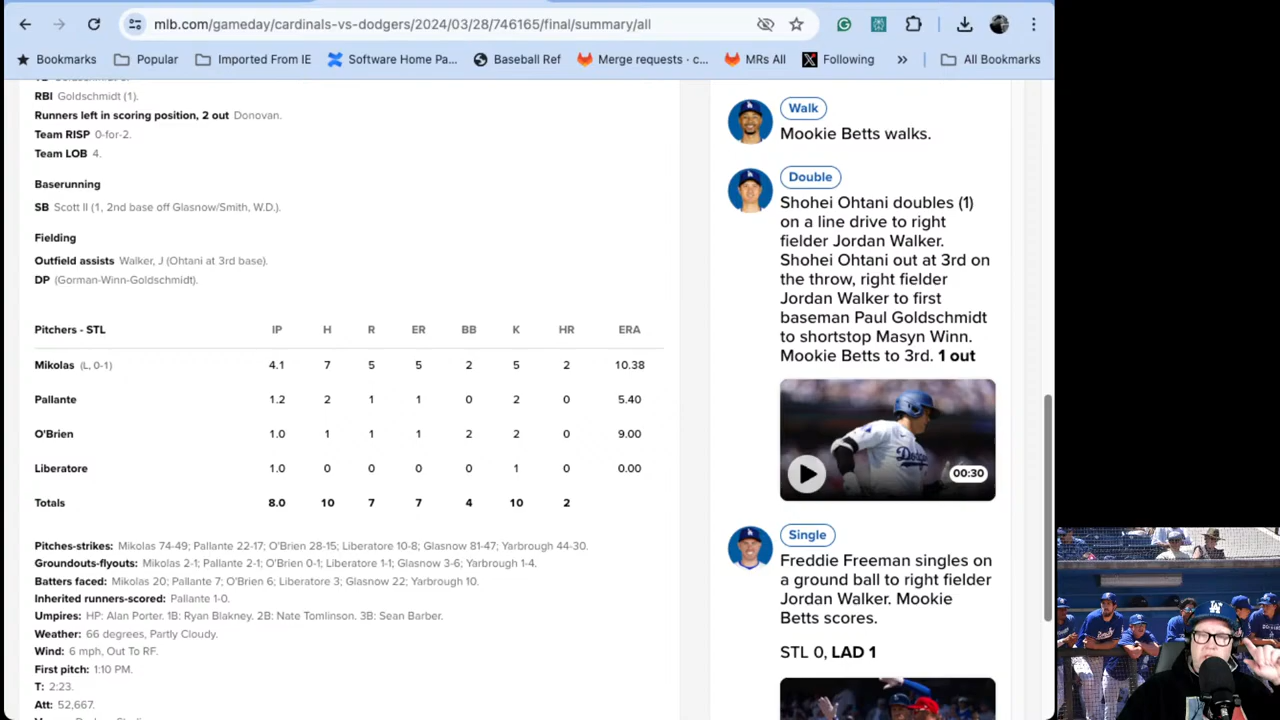 mlb.com/gameday/cardinals-vs-dodgers/2024/03/28/746165/final/summary/all
Bookmarks Popular Imported From IE Software Home Pa... Baseball Ref Merge requests · c... MRs All Following » All Bookmarks
RBI Goldschmidt (1).
Runners left in scoring position, 2 out Donovan.
Team RISP 0-for-2.
Team LOB 4.
Baserunning
SB Scott II (1, 2nd base off Glasnow/Smith, W.D.).
Fielding
Outfield assists Walker, J (Ohtani at 3rd base).
DP (Gorman-Winn-Goldschmidt).
Pitchers - STL IP H R ER BB K HR ERA
Mikolas (L, 0-1) 4.1 7 5 5 2 5 2 10.38
Pallante 1.2 2 1 1 0 2 0 5.40
O'Brien 1.0 1 1 1 2 2 0 9.00
Liberatore 1.0 0 0 0 0 1 0 0.00
Totals 8.0 10 7 7 4 10 2
Pitches-strikes: Mikolas 74-49; Pallante 22-17; O'Brien 28-15; Liberatore 10-8; Glasnow 81-47; Yarbrough 44-30.
Groundouts-flyouts: Mikolas 2-1; Pallante 2-1; O'Brien 0-1; Liberatore 1-1; Glasnow 3-6; Yarbrough 1-4.
Batters faced: Mikolas 20; Pallante 7; O'Brien 6; Liberatore 3; Glasnow 22; Yarbrough 10.
Inherited runners-scored: Pallante 1-0.
Umpires: HP: Alan Porter. 1B: Ryan Blakney. 2B: Nate Tomlinson. 3B: Sean Barber.
Weather: 66 degrees, Partly Cloudy.
Wind: 6 mph, Out To RF.
First pitch: 1:10 PM.
T: 2:23.
Att: 52,667.
Walk
Mookie Betts walks.
Double
Shohei Ohtani doubles (1)
on a line drive to right
fielder Jordan Walker.
Shohei Ohtani out at 3rd on
the throw, right fielder
Jordan Walker to first
baseman Paul Goldschmidt
to shortstop Masyn Winn.
Mookie Betts to 3rd. 1 out
00:30
Single
Freddie Freeman singles on
a ground ball to right fielder
Jordan Walker. Mookie
Betts scores.
STL 0, LAD 1